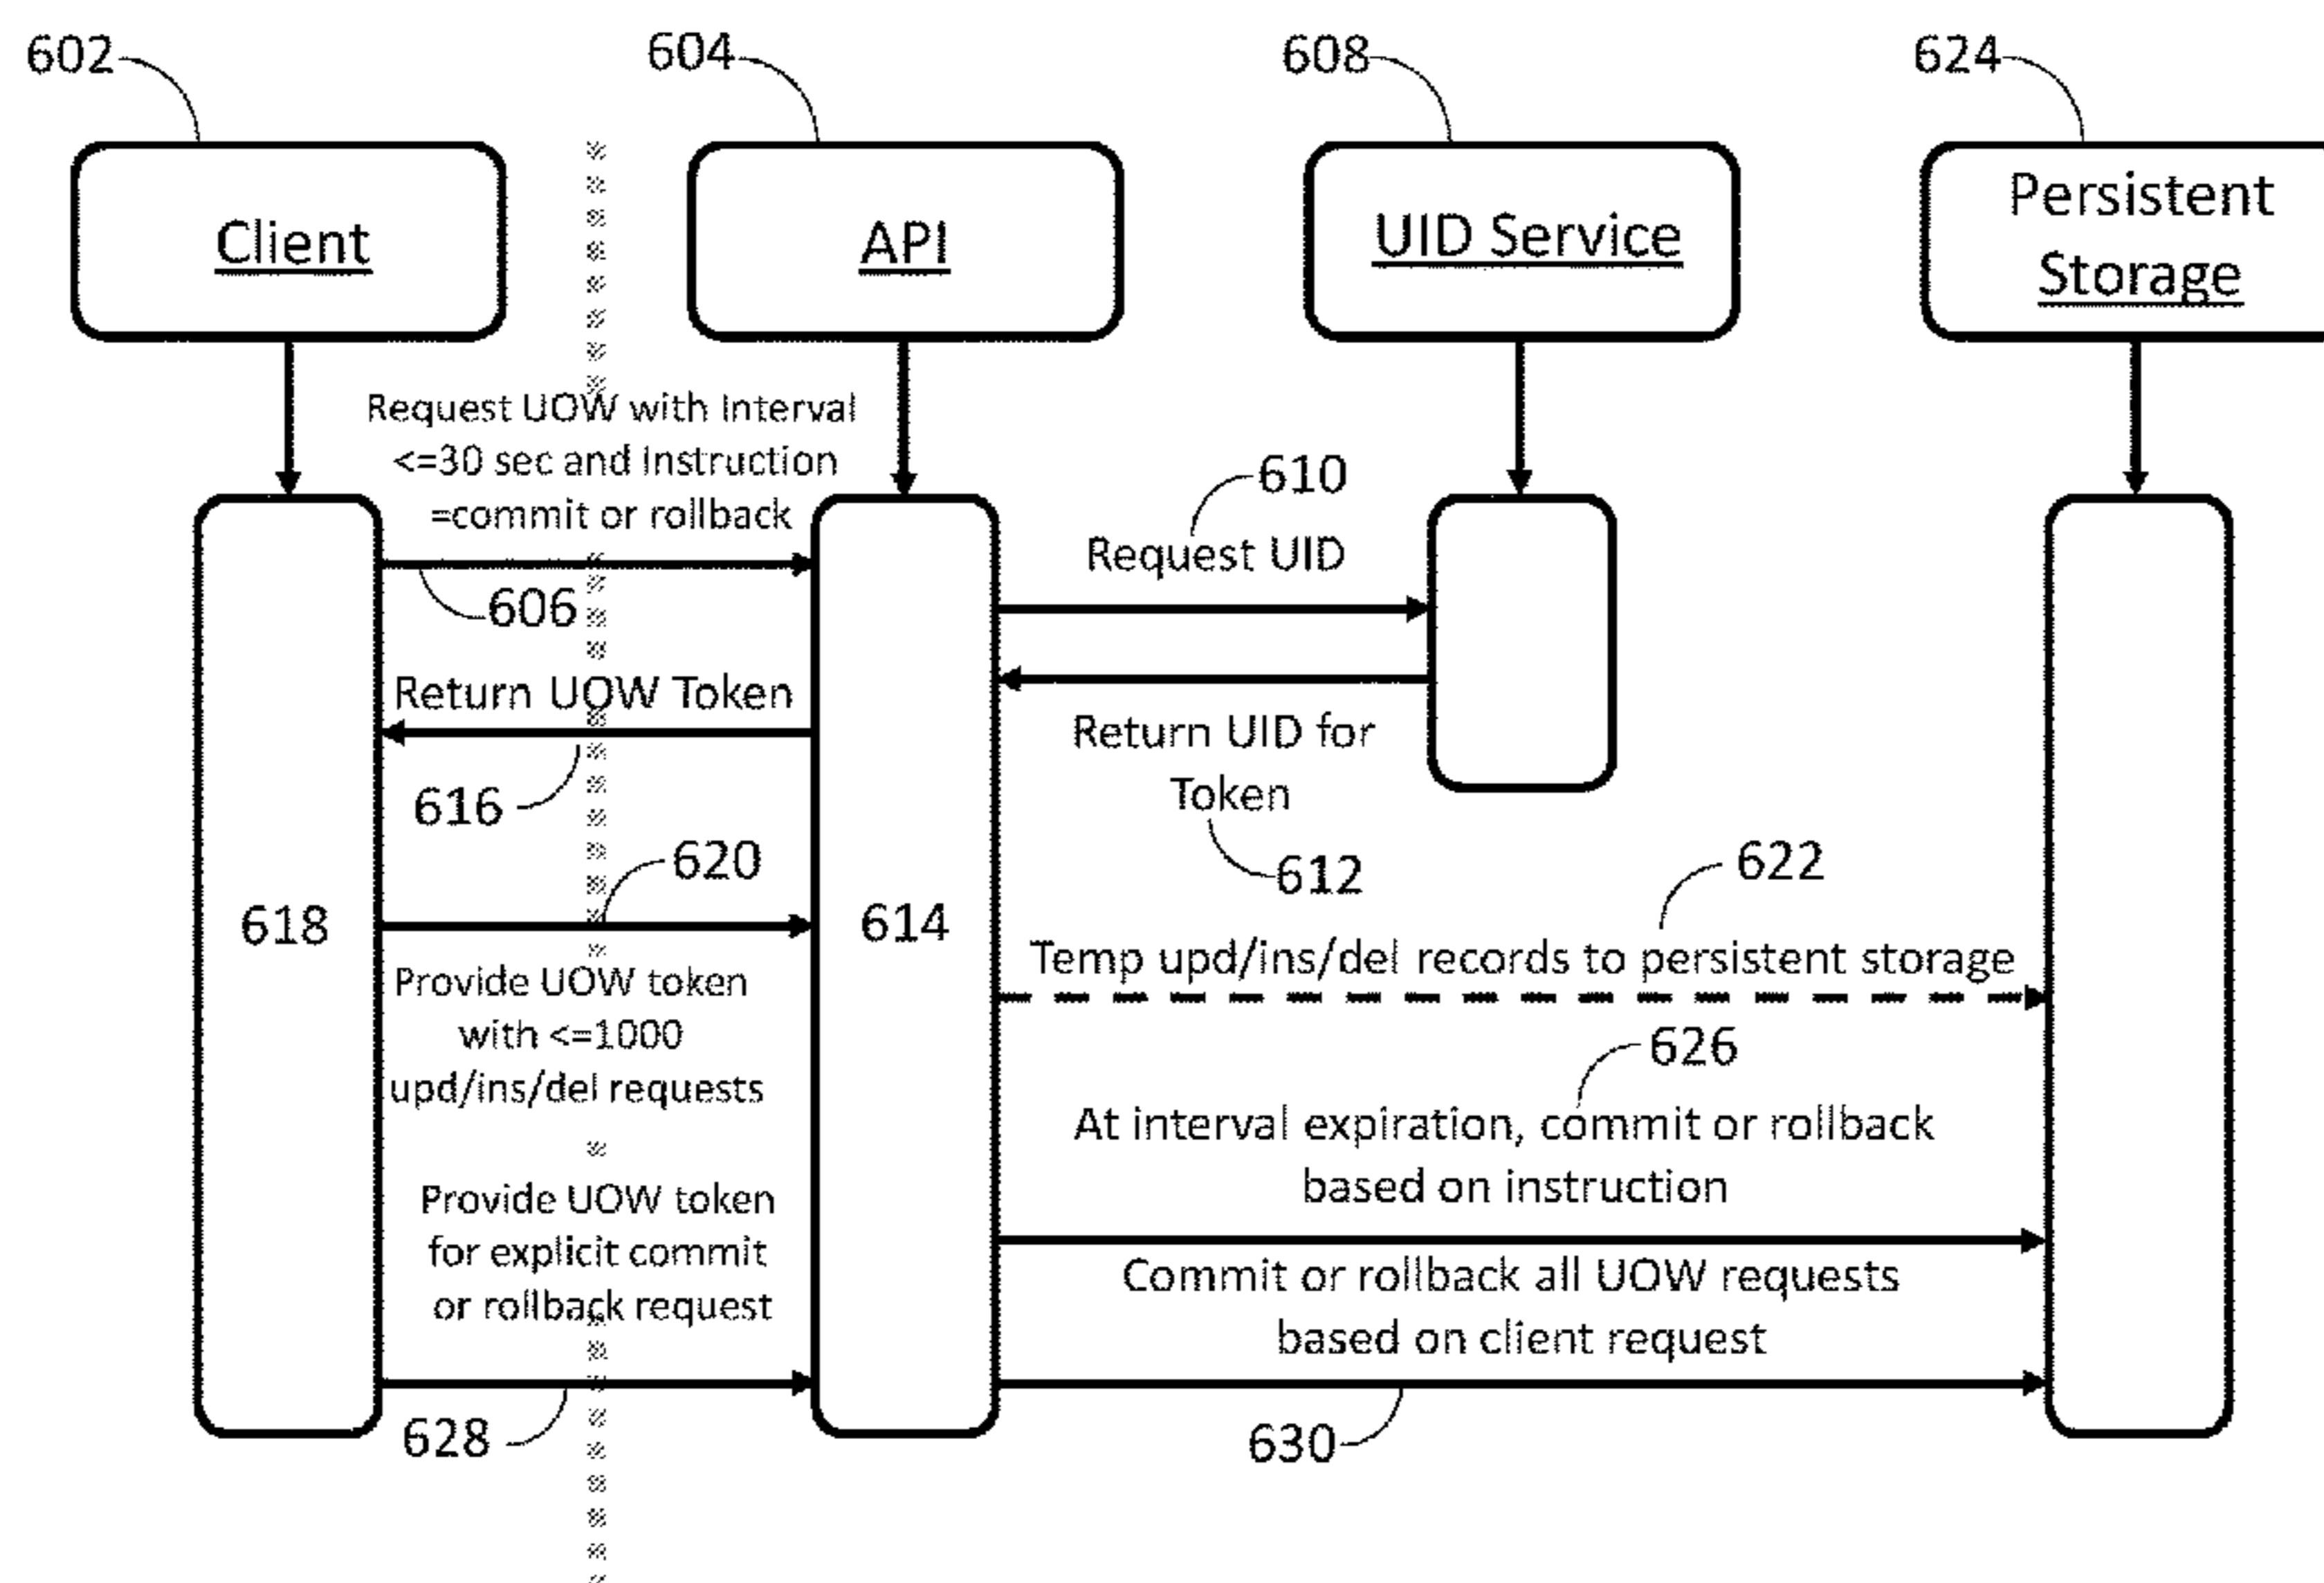 602
604
608
624
Client
API
UID Service
Persistent
Storage
Request UOW with Interval
<=30 sec and Instruction
=commit or rollback
606
610
Request UID
Return UOW Token
616
Return UID for
Token
612
620
618
614
622
Temp upd/ins/del records to persistent storage
Provide UOW token
with <=1000
upd/ins/del requests
626
At interval expiration, commit or rollback
based on instruction
Provide UOW token
for explicit commit
or rollback request
Commit or rollback all UOW requests
based on client request
628
630